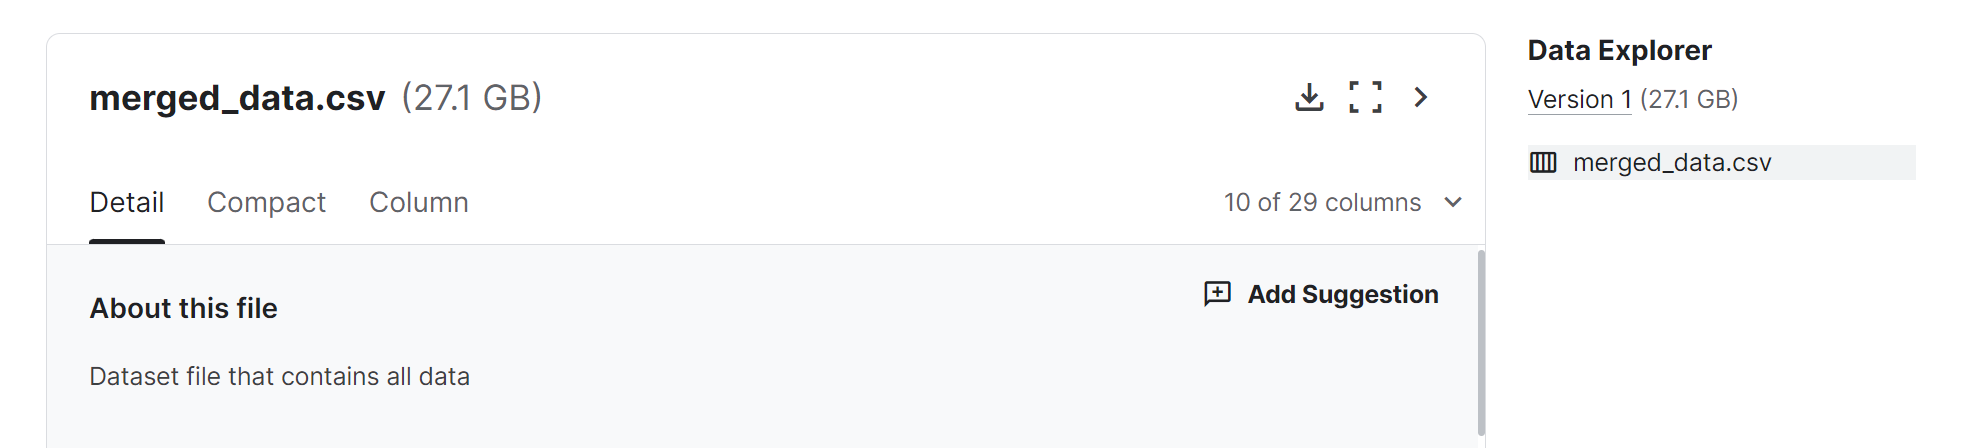 merged_data.csv (27.1 GB)
Detail Compact Column 10 of 29 columns
About this file
Add Suggestion
Dataset file that contains all data
Data Explorer
Version 1 (27.1 GB)
merged_data.csv